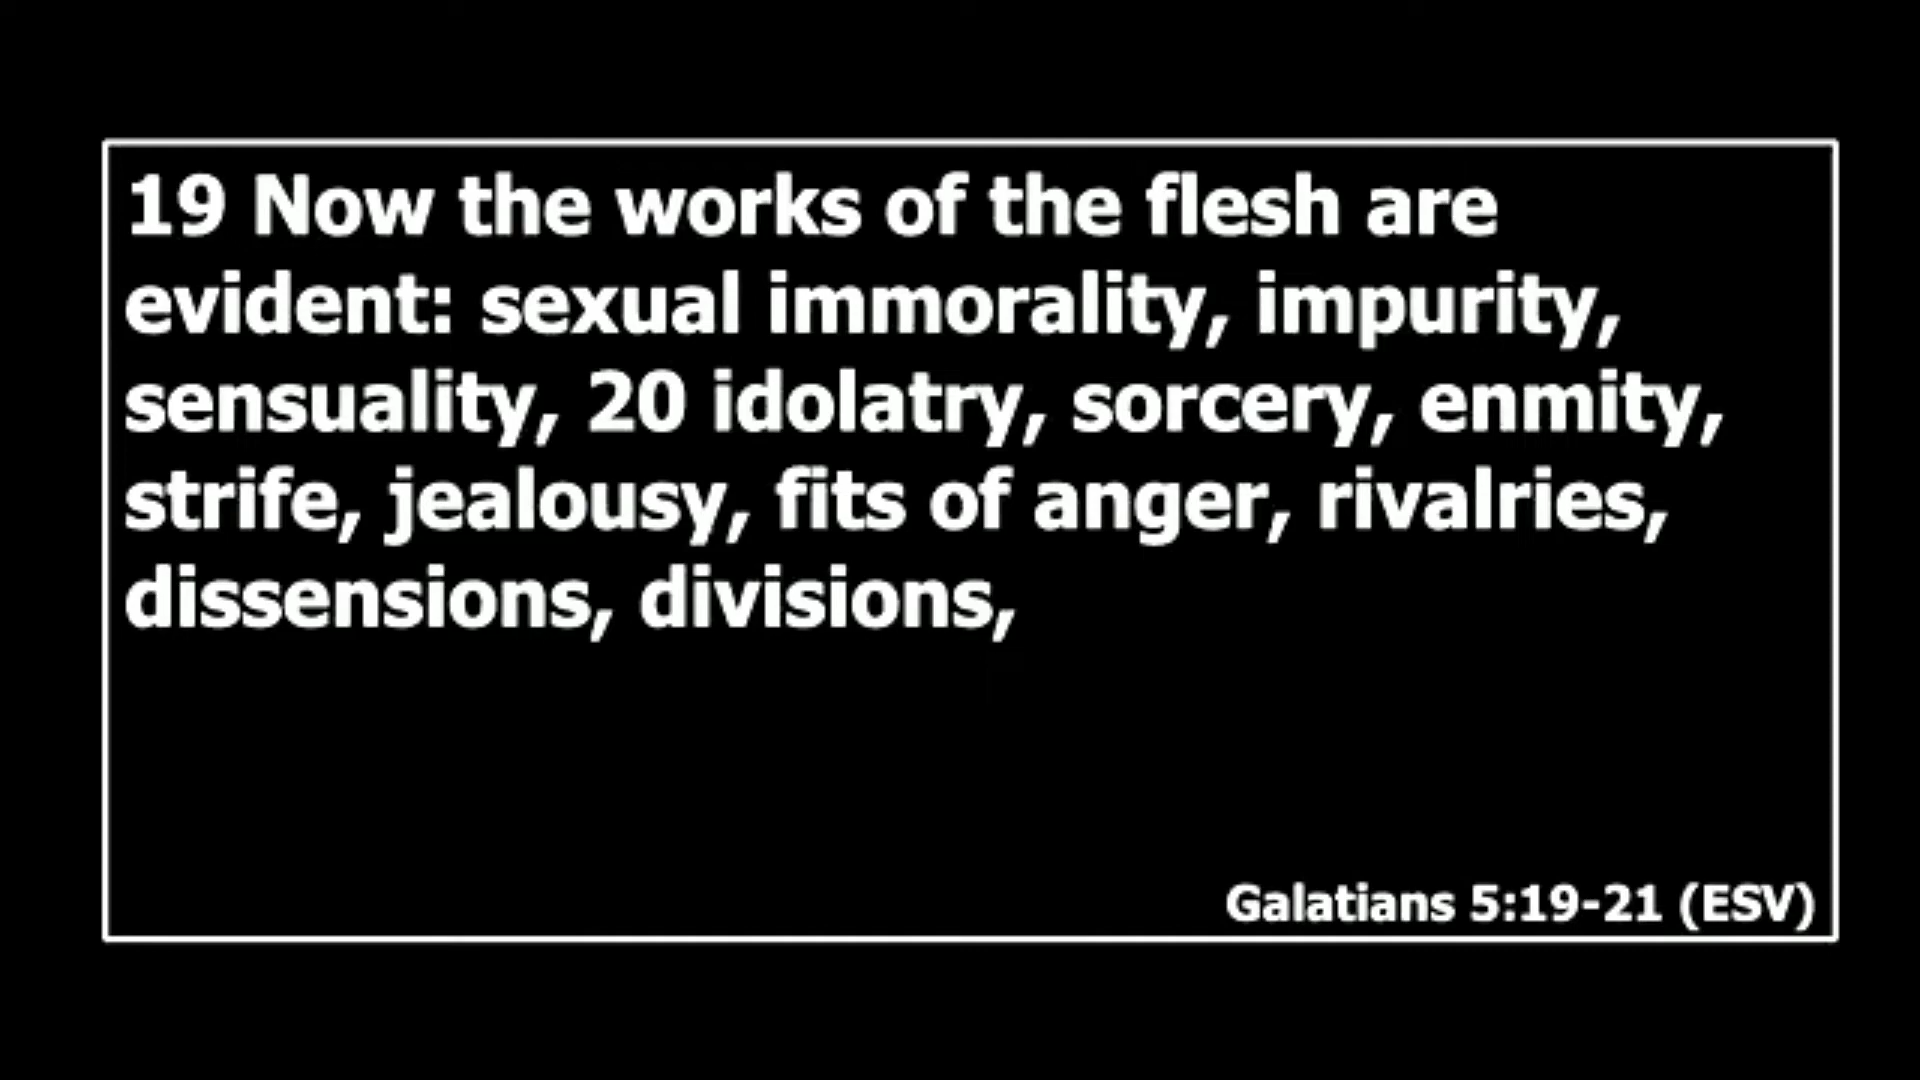 19 Now the works of the flesh are
evident: sexual immorality, impurity,
sensuality, 20 idolatry, sorcery, enmity,
strife, jealousy, fits of anger, rivalries,
dissensions, divisions,
Galatians 5:19-21 (ESV)